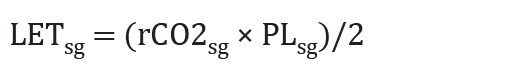 LETsg = (rCO2sg × PLsg)/2